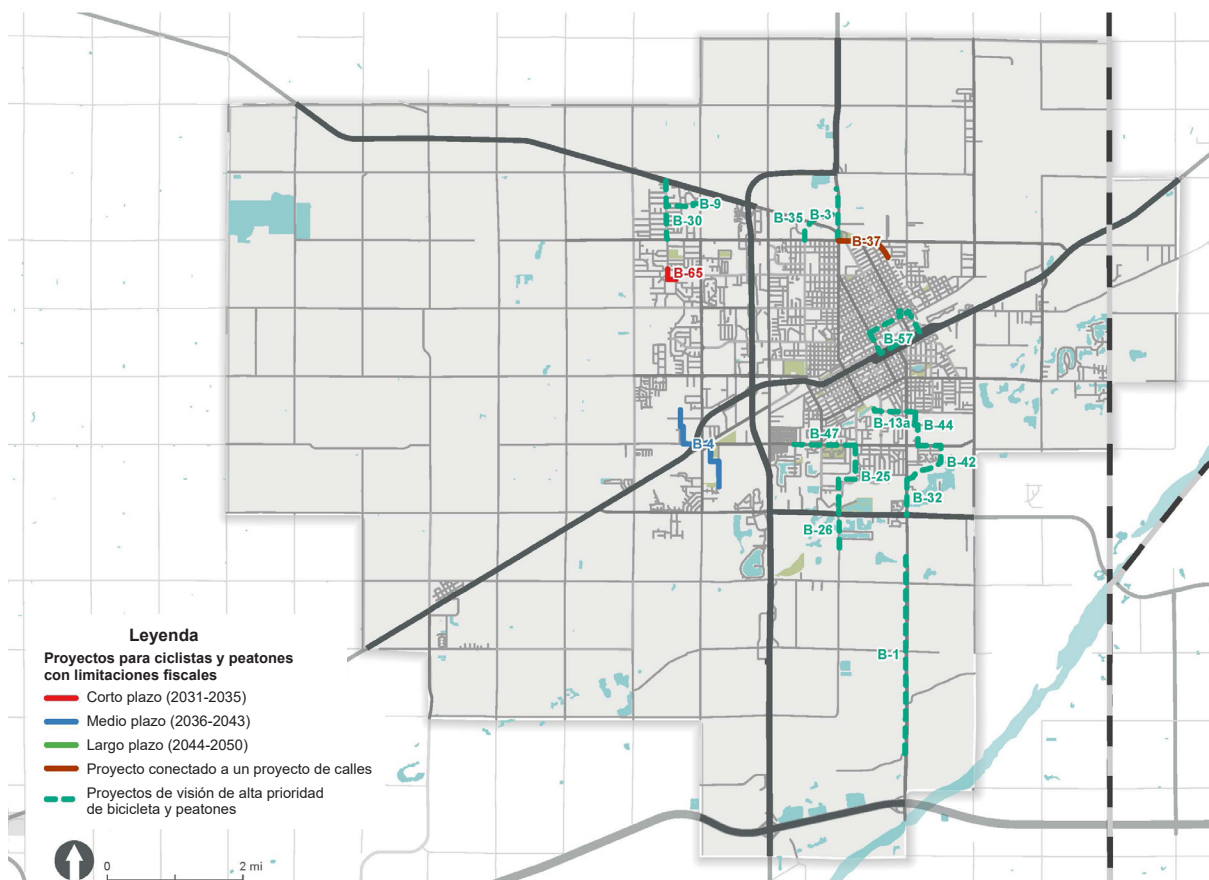 B-9
B-30
B-35
B-3
B-37
B-65
B-57
B-13a
B-44
B-47
B-4
B-42
B-25
B-32
B-26
B-1
Leyenda
Proyectos para ciclistas y peatones
con limitaciones fiscales
Corto plazo (2031-2035)
Medio plazo (2036-2043)
Largo plazo (2044-2050)
Proyecto conectado a un proyecto de calles
Proyectos de visión de alta prioridad
de bicicleta y peatones
0 2 mi